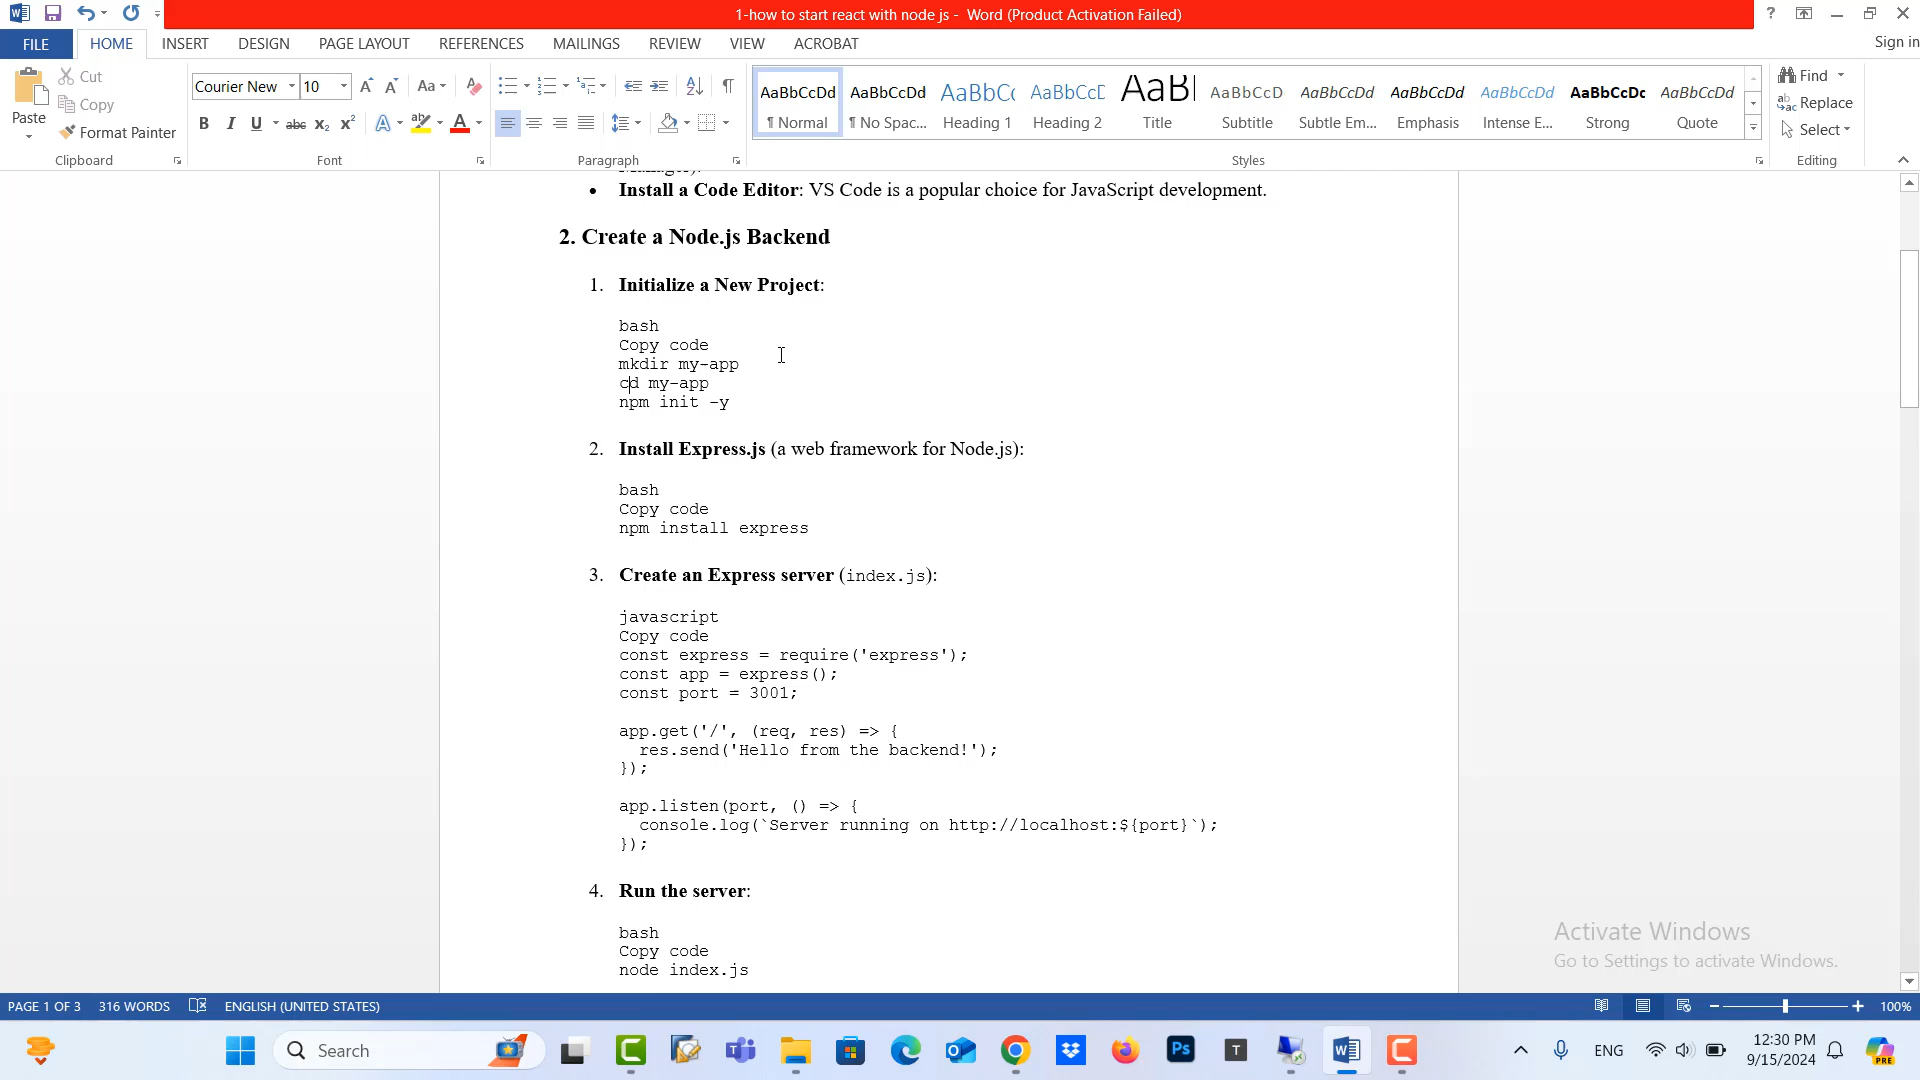 1-how to start react with node js - Word (Product Activation Failed)
?
FILE
HOME
INSERT
DESIGN
PAGE LAYOUT
REFERENCES
MAILINGS
REVIEW
VIEW
ACROBAT
Sign in
Paste
Cut
Copy
Format Painter
Clipboard
Courier New
10
Aa
B I U abc x₂ x²
A
Font
Paragraph
AaBbCcDd
¶ Normal
AaBbCcDd
¶ No Spac...
AaBbCc
Heading 1
AaBbCcD
Heading 2
AaBl
Title
AaBbCcD
Subtitle
AaBbCcDd
Subtle Em...
AaBbCcDd
Emphasis
AaBbCcDd
Intense E...
AaBbCcDc
Strong
AaBbCcDd
Quote
Styles
Find
Replace
Select
Editing
Manager).
• Install a Code Editor: VS Code is a popular choice for JavaScript development.
2. Create a Node.js Backend
1. Initialize a New Project:
bash
Copy code
mkdir my-app
cd my-app
npm init -y
2. Install Express.js (a web framework for Node.js):
bash
Copy code
npm install express
3. Create an Express server (index.js):
javascript
Copy code
const express = require('express');
const app = express();
const port = 3001;
app.get('/', (req, res) => {
res.send('Hello from the backend!');
});
app.listen(port, () => {
console.log(`Server running on http://localhost:${port}`);
});
4. Run the server:
bash
Copy code
node index.js
Activate Windows
Go to Settings to activate Windows.
PAGE 1 OF 3
316 WORDS
ENGLISH (UNITED STATES)
100%
Search
Ps
T
ENG
12:30 PM
9/15/2024
PRE